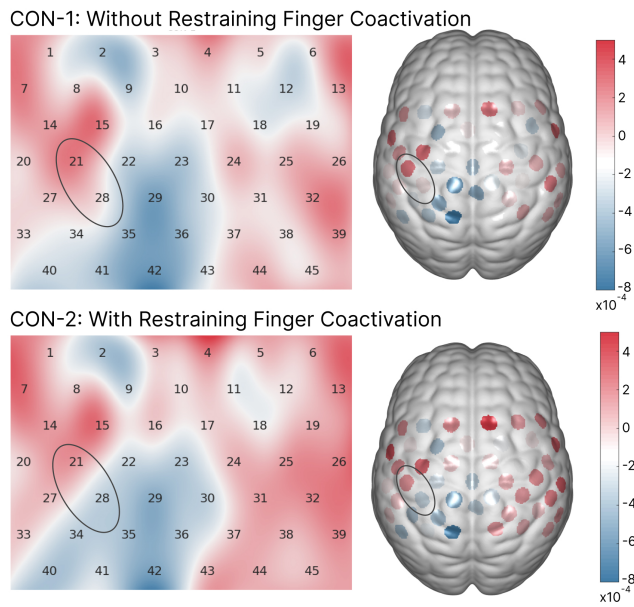 CON-1: Without Restraining Finger Coactivation
1 2 3 4 5 6
7 8 9 10 11 12 13
14 15 16 17 18 19
20 21 22 23 24 25 26
27 28 29 30 31 32
33 34 35 36 37 38 39
40 41 42 43 44 45
4
2
0
-2
-4
-6
-8
x10⁻⁴
CON-2: With Restraining Finger Coactivation
1 2 3 4 5 6
7 8 9 10 11 12 13
14 15 16 17 18 19
20 21 22 23 24 25 26
27 28 29 30 31 32
33 34 35 36 37 38 39
40 41 42 43 44 45
4
2
0
-2
-4
-6
-8
x10⁻⁴